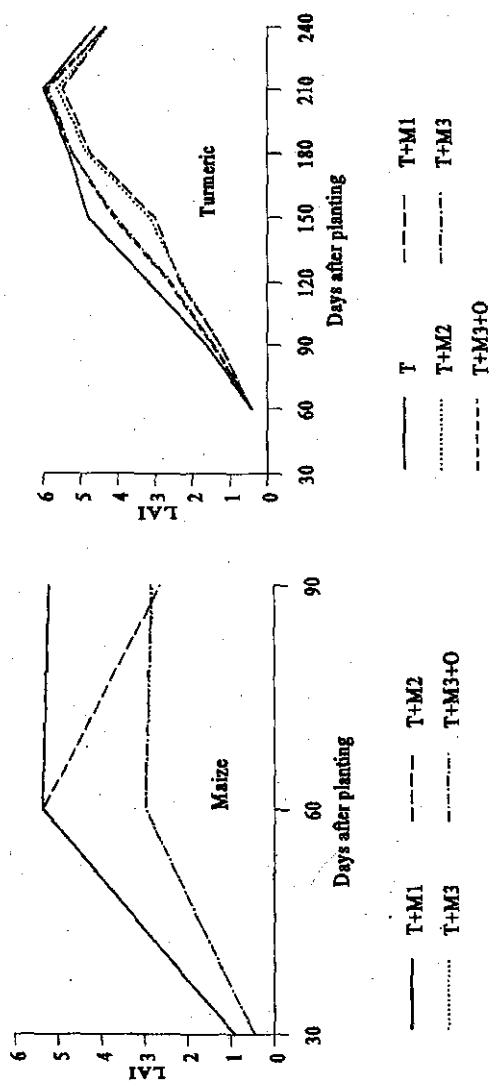 6
5
4
3
2
1
0
LAI
Maize
30
60
90
Days after planting
T+M1
T+M2
T+M3
T+M3+O
6
5
4
3
2
1
0
LAI
Turmeric
30
60
90
120
150
180
210
240
Days after planting
T
T+M1
T+M2
T+M3
T+M3+O